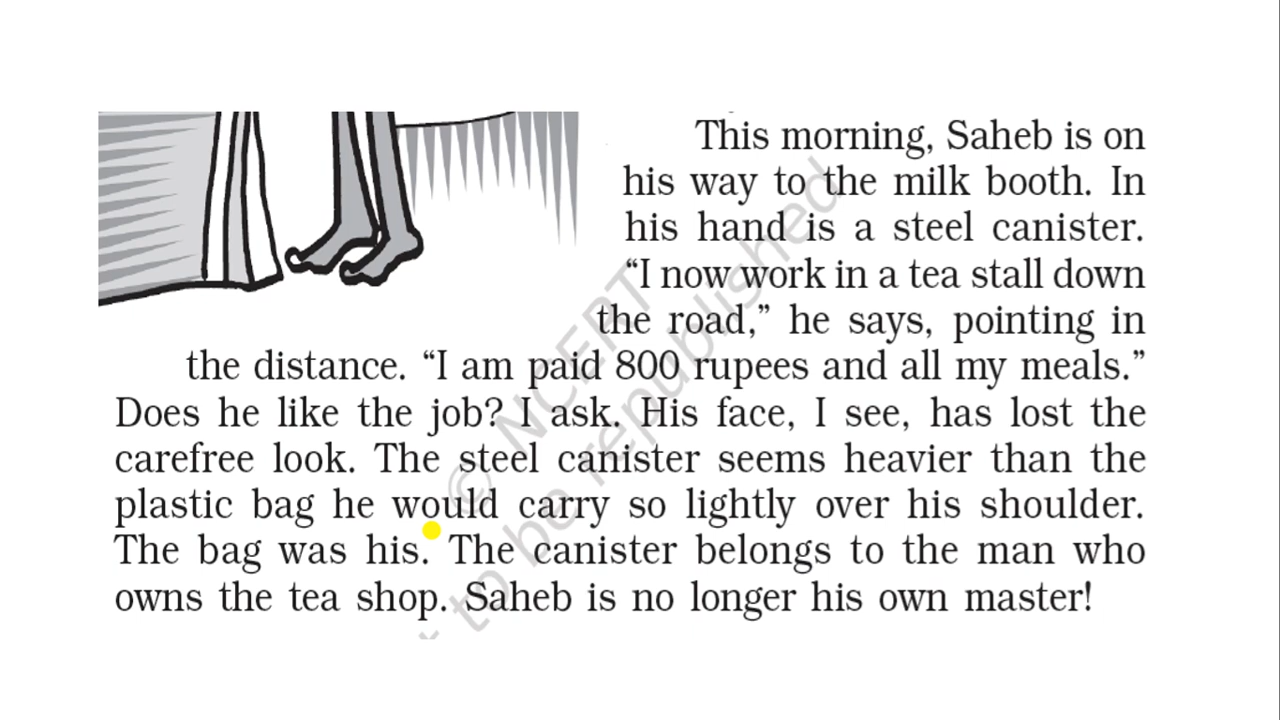 This morning, Saheb is on
his way to the milk booth. In
his hand is a steel canister.
“I now work in a tea stall down
the road,” he says, pointing in
the distance. “I am paid 800 rupees and all my meals.”
Does he like the job? I ask. His face, I see, has lost the
carefree look. The steel canister seems heavier than the
plastic bag he would carry so lightly over his shoulder.
The bag was his. The canister belongs to the man who
owns the tea shop. Saheb is no longer his own master!
© NCERT
to be republished